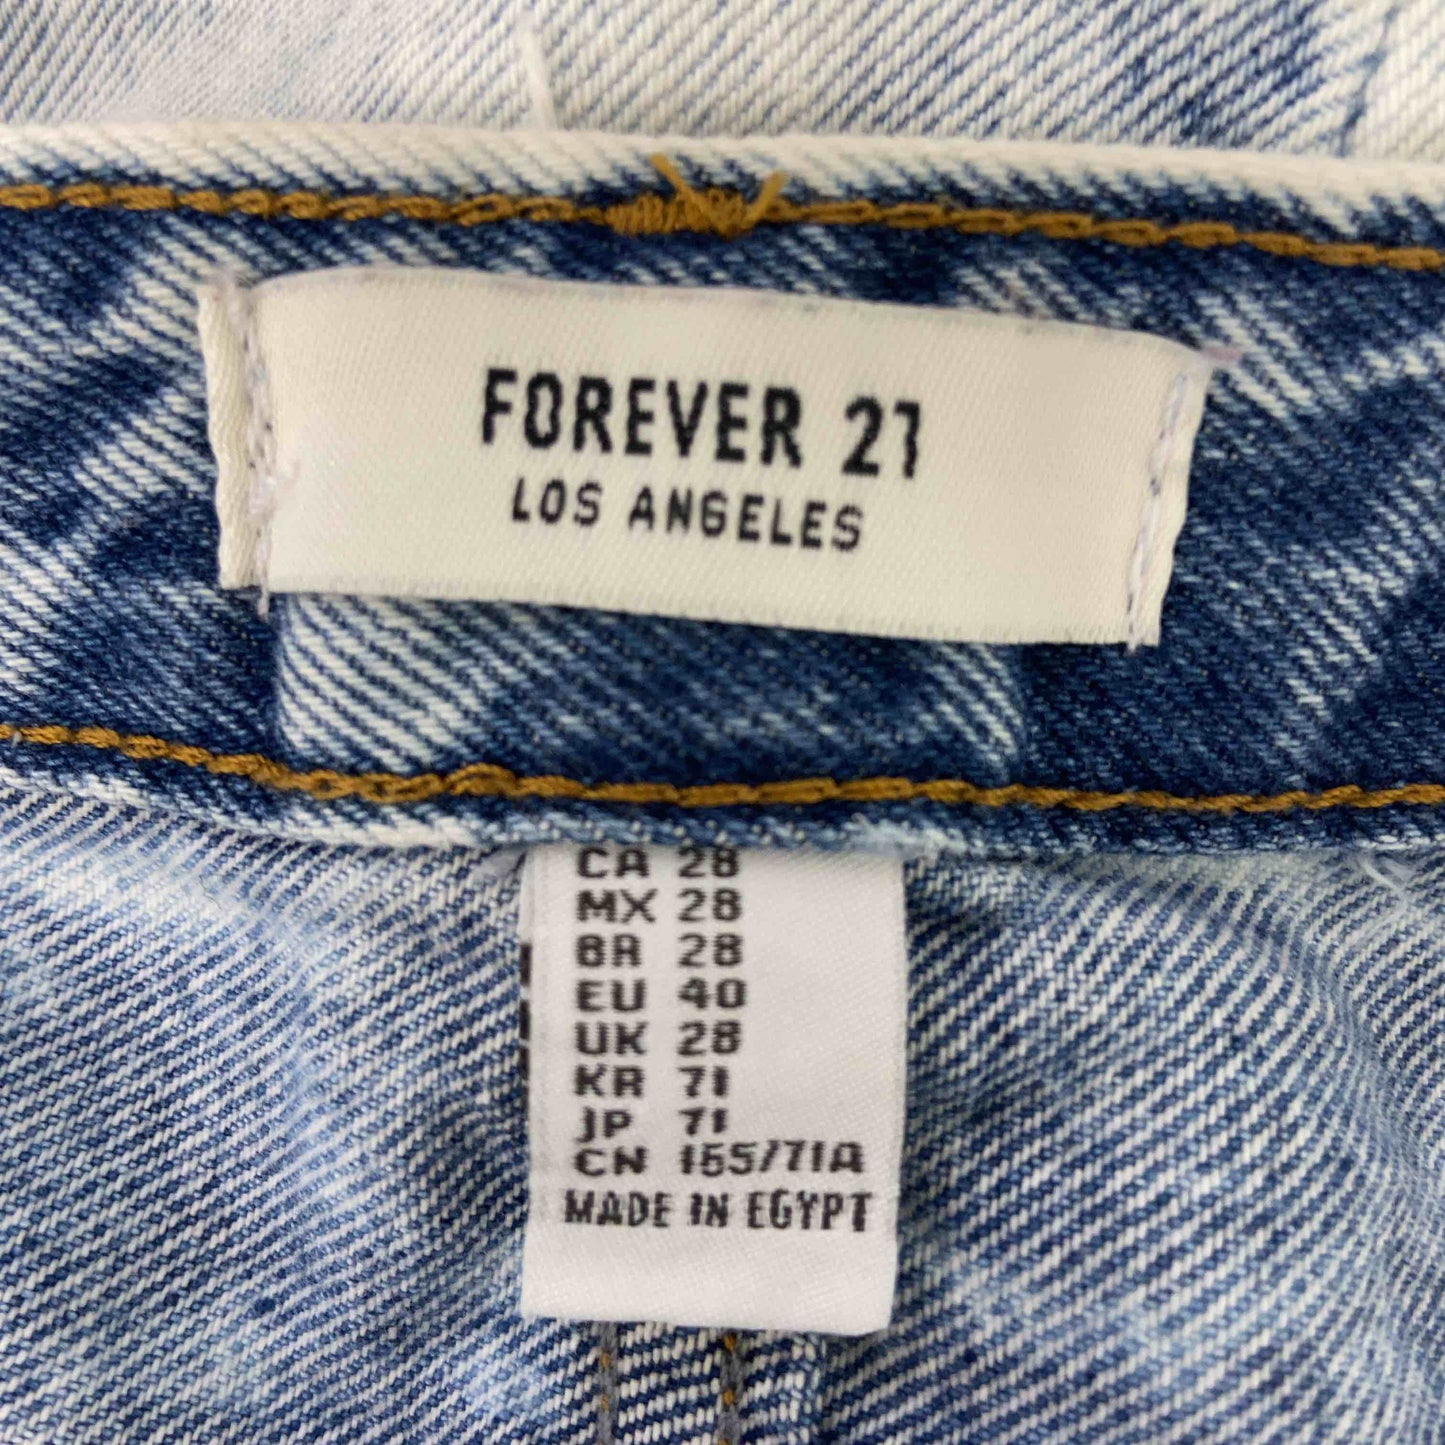 FOREVER 21
LOS ANGELES
CA 28
MX 28
BR 28
EU 40
UK 28
KR 71
JP 71
CN 155/71A
MADE IN EGYPT